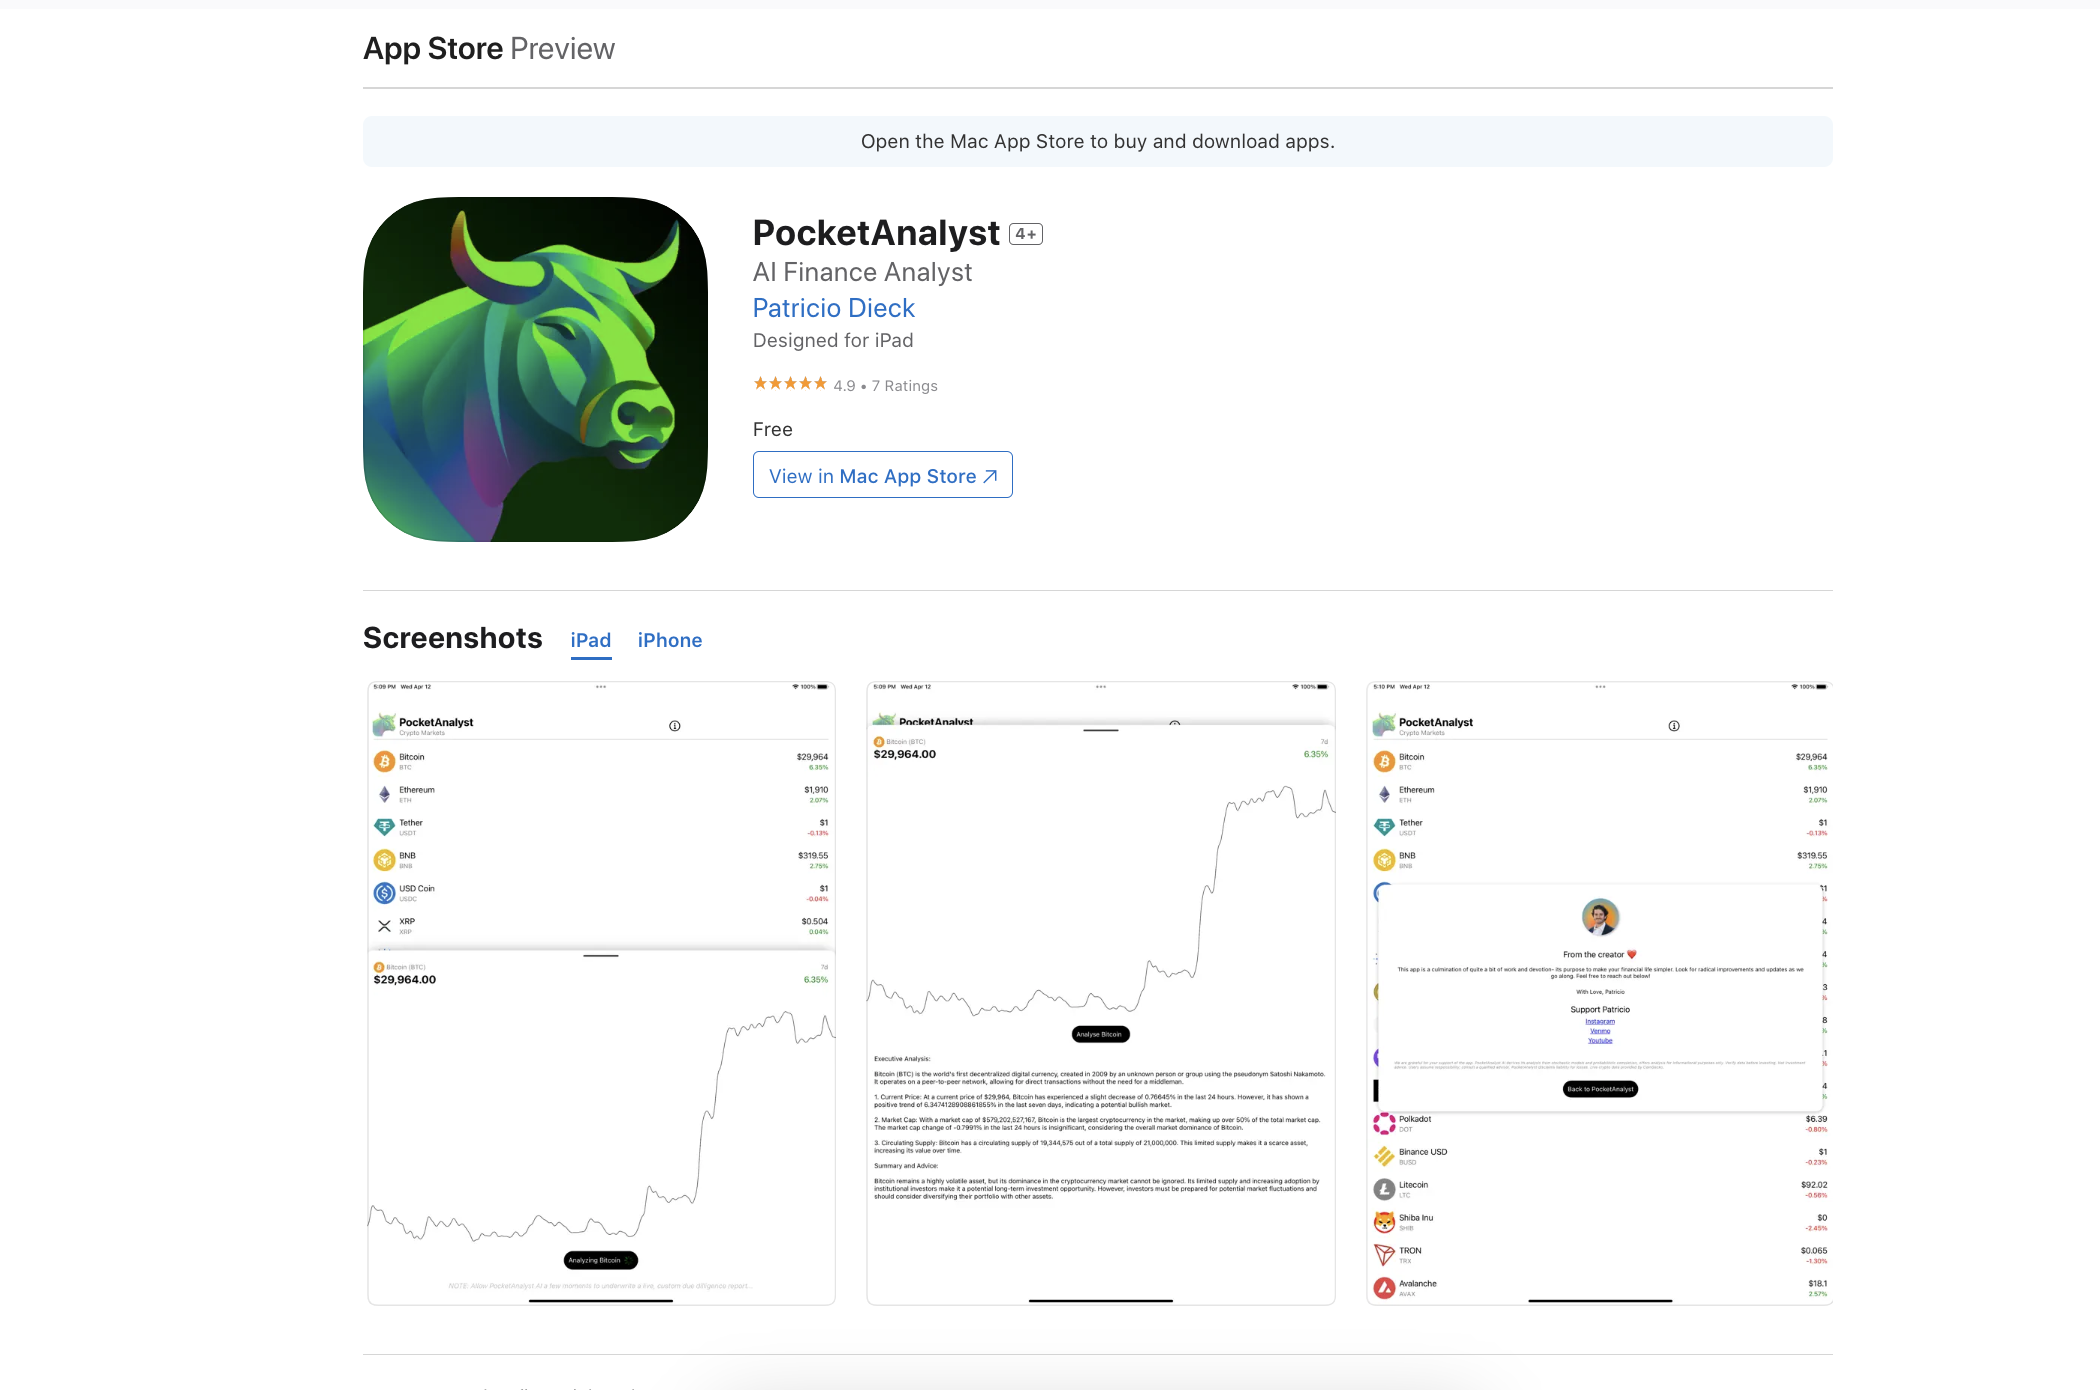 App Store Preview
Open the Mac App Store to buy and download apps.
PocketAnalyst 4+
AI Finance Analyst
Patricio Dieck
Designed for iPad
★★★★★ 4.9 • 7 Ratings
Free
View in Mac App Store ↗
Screenshots iPad iPhone
5:09 PM Wed Apr 12 100%
PocketAnalyst
Crypto Markets
Bitcoin $29,964
BTC 6.35%
Ethereum $1,910
ETH 2.07%
Tether $1
USDT -0.13%
BNB $319.55
BNB 2.75%
USD Coin $1
USDC -0.04%
XRP $0.504
XRP 0.04%
Bitcoin (BTC) 7d
$29,964.00 6.35%
Analyzing Bitcoin
NOTE: Allow PocketAnalyst AI a few moments to underwrite a live, custom due diligence report...
5:09 PM Wed Apr 12 100%
PocketAnalyst
Bitcoin (BTC) 7d
$29,964.00 6.35%
Analyse Bitcoin
Executive Analysis:
Bitcoin (BTC) is the world's first decentralized digital currency, created in 2009 by an unknown person or group using the pseudonym Satoshi Nakamoto.
It operates on a peer-to-peer network, allowing for direct transactions without the need for a middleman.
1. Current Price: At a current price of $29,964, Bitcoin has experienced a slight decrease of 0.76645% in the last 24 hours. However, it has shown a
positive trend of 6.3474128908861855% in the last seven days, indicating a potential bullish market.
2. Market Cap: With a market cap of $579,202,527,167, Bitcoin is the largest cryptocurrency in the market, making up over 50% of the total market cap.
The market cap change of -0.7991% in the last 24 hours is insignificant, considering the overall market dominance of Bitcoin.
3. Circulating Supply: Bitcoin has a circulating supply of 19,344,575 out of a total supply of 21,000,000. This limited supply makes it a scarce asset,
increasing its value over time.
Summary and Advice:
Bitcoin remains a highly volatile asset, but its dominance in the cryptocurrency market cannot be ignored. Its limited supply and increasing adoption by
institutional investors make it a potential long-term investment opportunity. However, investors must be prepared for potential market fluctuations and
should consider diversifying their portfolio with other assets.
5:10 PM Wed Apr 12 100%
PocketAnalyst
Crypto Markets
Bitcoin $29,964
BTC 6.35%
Ethereum $1,910
ETH 2.07%
Tether $1
USDT -0.13%
BNB $319.55
BNB 2.75%
From the creator ❤️
This app is a culmination of quite a bit of work and devotion- its purpose to make your financial life simpler. Look for radical improvements and updates as we
go along. Feel free to reach out below!
With Love, Patricio
Support Patricio
Instagram
Venmo
Youtube
Back to PocketAnalyst
Polkadot $6.39
DOT -0.80%
Binance USD $1
BUSD -0.23%
Litecoin $92.02
LTC -0.56%
Shiba Inu $0
SHIB -2.45%
TRON $0.065
TRX -1.30%
Avalanche $18.1
AVAX 2.57%